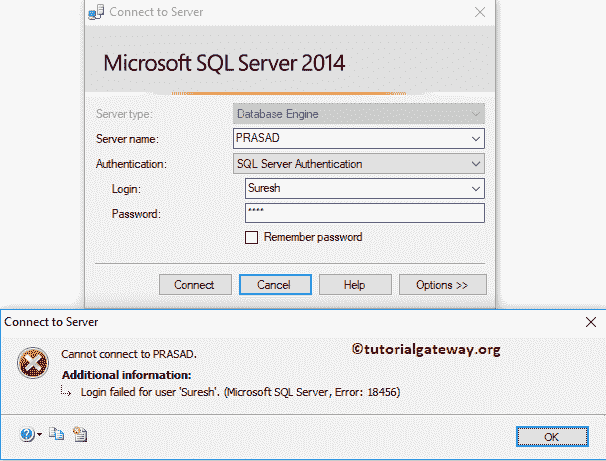 Connect to Server
Microsoft SQL Server 2014
Server type: Database Engine
Server name: PRASAD
Authentication: SQL Server Authentication
Login: Suresh
Password: ****
Remember password
Connect Cancel Help Options >>
Connect to Server
Cannot connect to PRASAD.
©tutorialgateway.org
Additional information:
Login failed for user 'Suresh'. (Microsoft SQL Server, Error: 18456)
OK